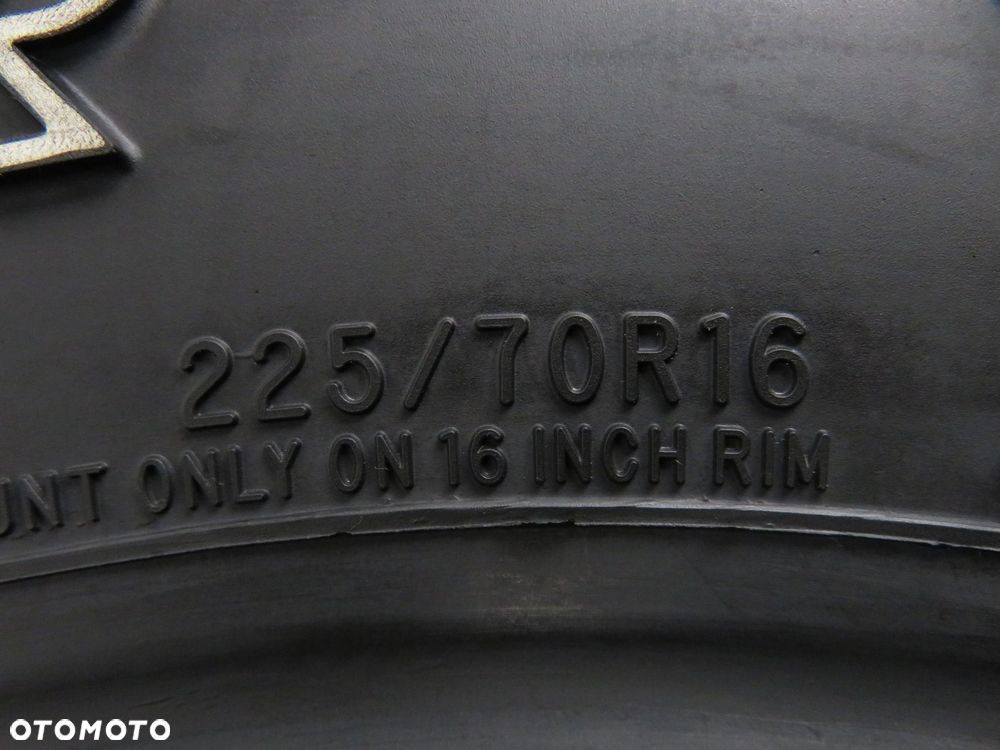 225/70R16
UNT ONLY ON 16 INCH RIM
OTOMOTO